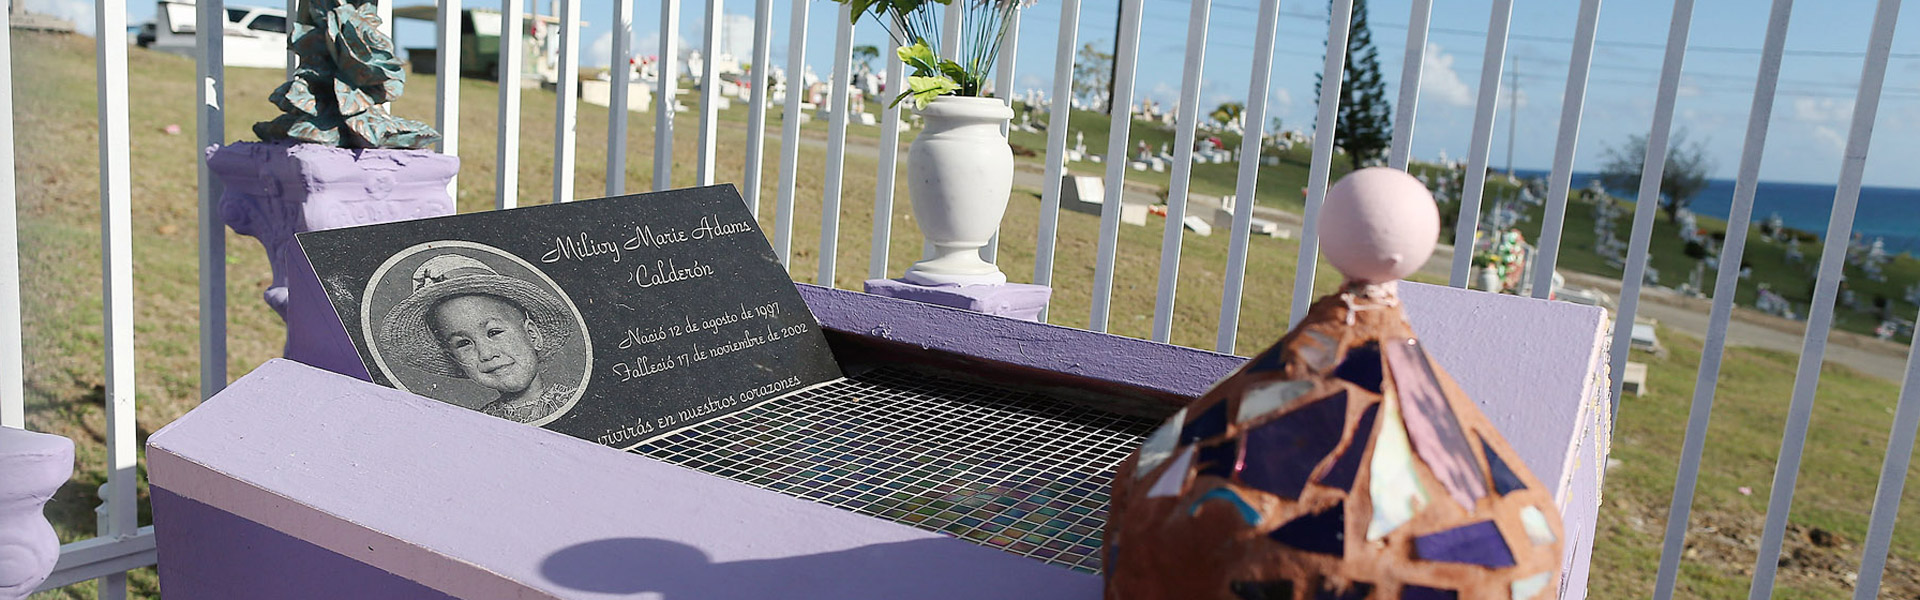 Milivy Marie Adams
Calderón
Nació 12 de agosto de 1997
Falleció 17 de noviembre de 2002
vivirás en nuestros corazones